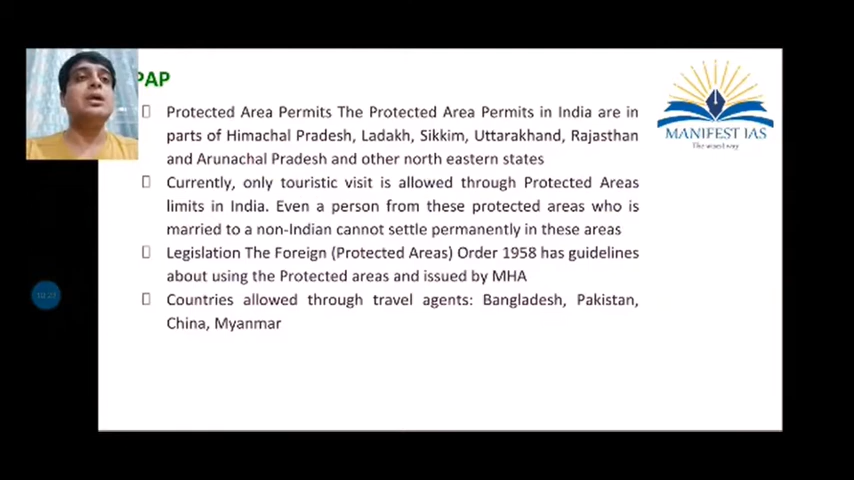 PAP
Protected Area Permits The Protected Area Permits in India are in
parts of Himachal Pradesh, Ladakh, Sikkim, Uttarakhand, Rajasthan
and Arunachal Pradesh and other north eastern states
Currently, only touristic visit is allowed through Protected Areas
limits in India. Even a person from these protected areas who is
married to a non-Indian cannot settle permanently in these areas
Legislation The Foreign (Protected Areas) Order 1958 has guidelines
about using the Protected areas and issued by MHA
Countries allowed through travel agents: Bangladesh, Pakistan,
China, Myanmar
MANIFEST IAS